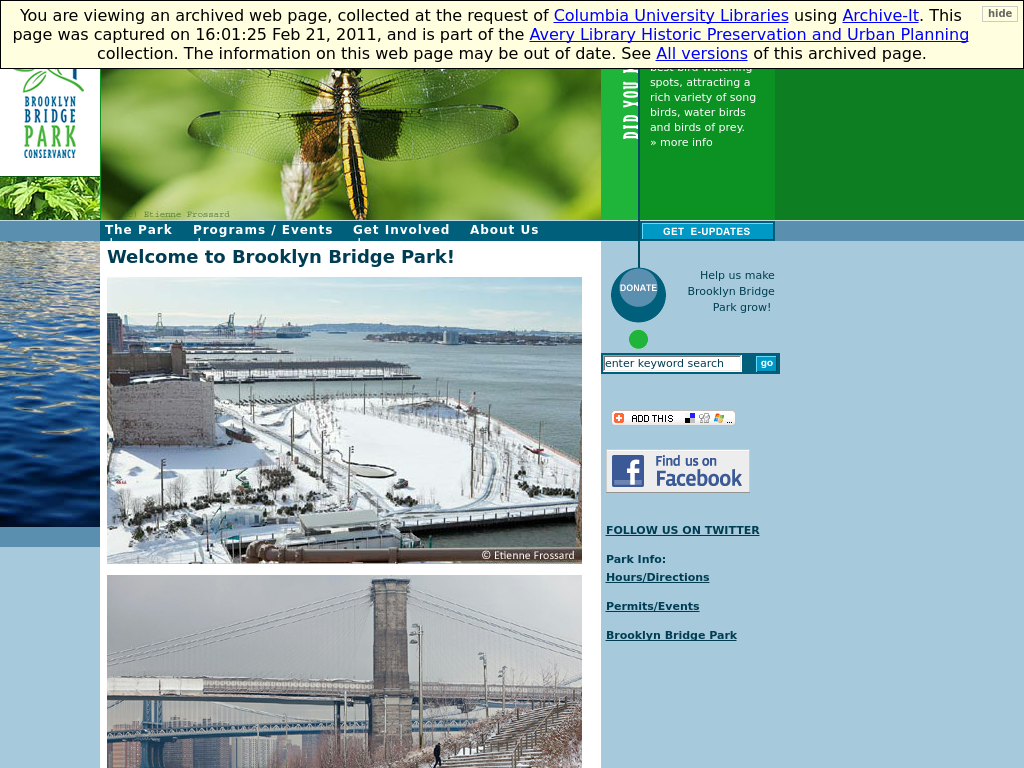 You are viewing an archived web page, collected at the request of Columbia University Libraries using Archive-It. This
page was captured on 16:01:25 Feb 21, 2011, and is part of the Avery Library Historic Preservation and Urban Planning
collection. The information on this web page may be out of date. See All versions of this archived page.
hide
BROOKLYN
BRIDGE
PARK
CONSERVANCY
Etienne Frossard
DID YOU
best bird watching
spots, attracting a
rich variety of song
birds, water birds
and birds of prey.
» more info
The Park
Programs / Events
Get Involved
About Us
GET E-UPDATES
Welcome to Brooklyn Bridge Park!
DONATE
Help us make
Brooklyn Bridge
Park grow!
enter keyword search
go
ADD THIS
...
Find us on
Facebook
© Etienne Frossard
FOLLOW US ON TWITTER
Park Info:
Hours/Directions
Permits/Events
Brooklyn Bridge Park